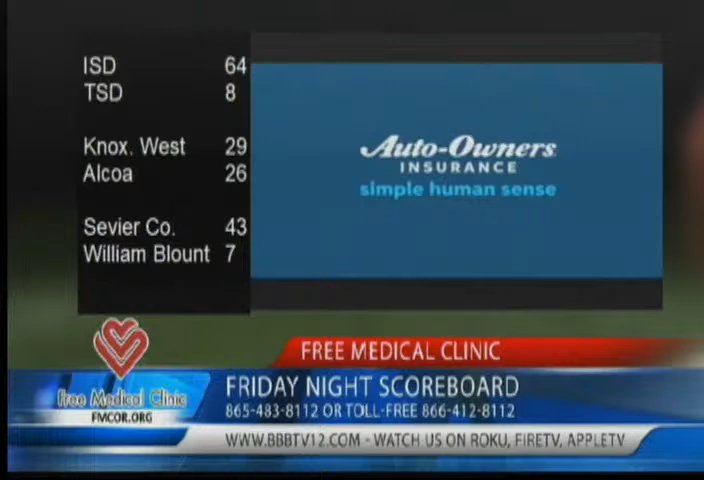 ISD 64
TSD 8
Knox. West 29
Alcoa 26
Sevier Co. 43
William Blount 7
Auto-Owners
INSURANCE
simple human sense
FREE MEDICAL CLINIC
Free Medical Clinic
FMCOR.ORG
FRIDAY NIGHT SCOREBOARD
865-483-8112 OR TOLL-FREE 866-412-8112
WWW.BBBTV12.COM - WATCH US ON ROKU, FIRETV, APPLETV